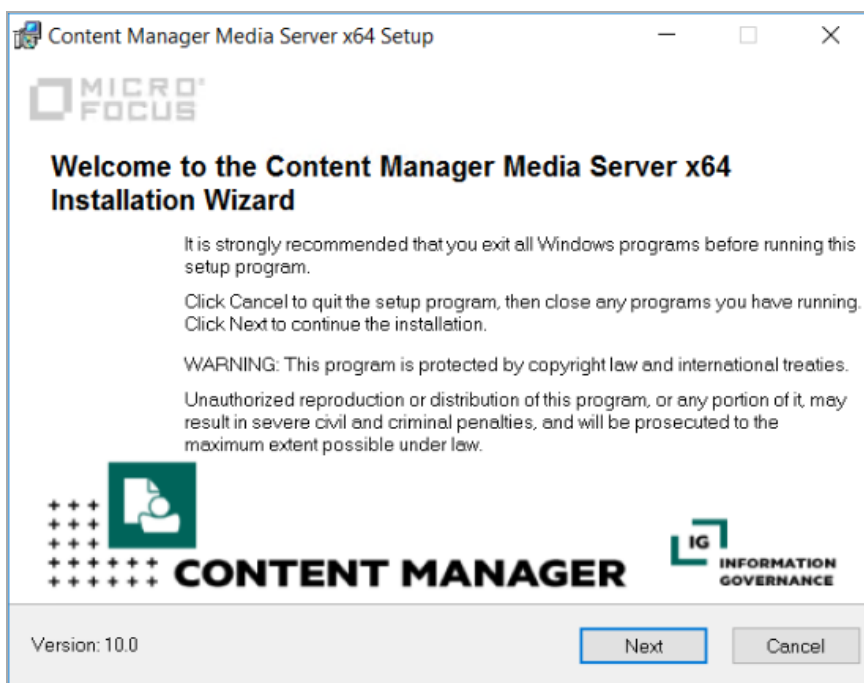 Content Manager Media Server x64 Setup
MICRO
FOCUS
Welcome to the Content Manager Media Server x64
Installation Wizard
It is strongly recommended that you exit all Windows programs before running this
setup program.
Click Cancel to quit the setup program, then close any programs you have running.
Click Next to continue the installation.
WARNING: This program is protected by copyright law and international treaties.
Unauthorized reproduction or distribution of this program, or any portion of it, may
result in severe civil and criminal penalties, and will be prosecuted to the
maximum extent possible under law.
CONTENT MANAGER
IG
INFORMATION
GOVERNANCE
Version: 10.0
Next
Cancel